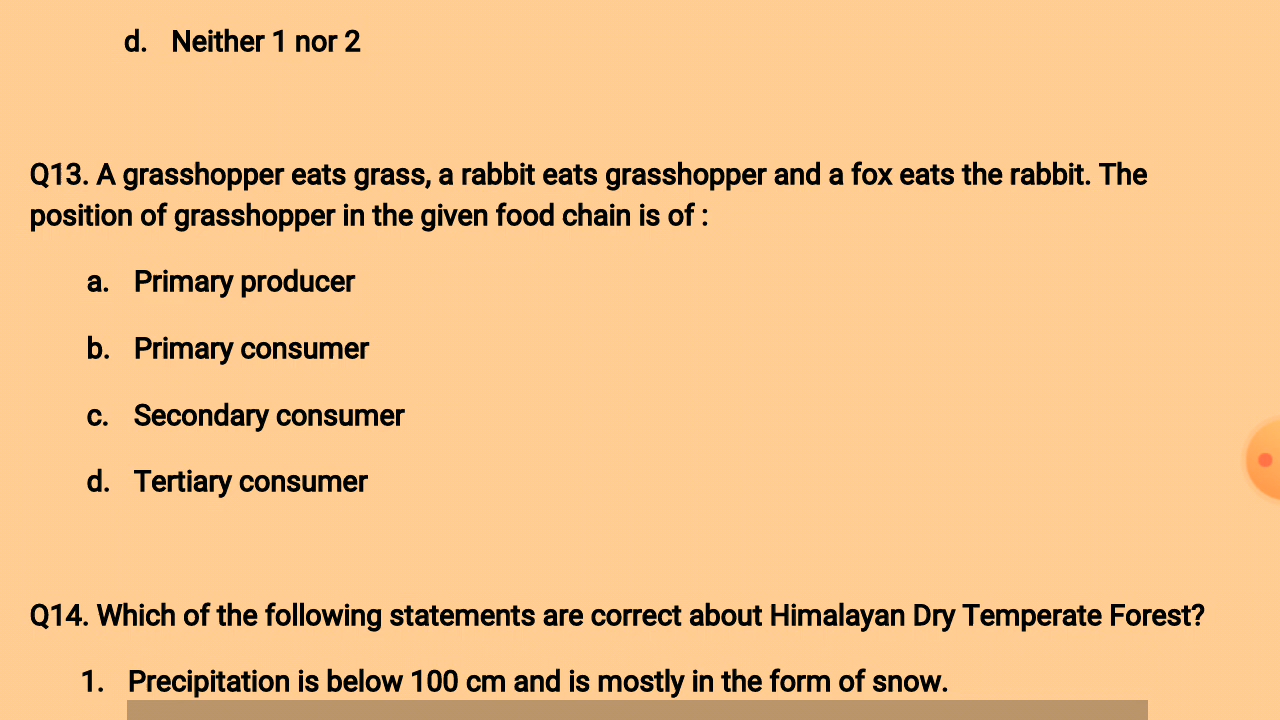 d. Neither 1 nor 2
Q13. A grasshopper eats grass, a rabbit eats grasshopper and a fox eats the rabbit. The
position of grasshopper in the given food chain is of :
a. Primary producer
b. Primary consumer
c. Secondary consumer
d. Tertiary consumer
Q14. Which of the following statements are correct about Himalayan Dry Temperate Forest?
1. Precipitation is below 100 cm and is mostly in the form of snow.